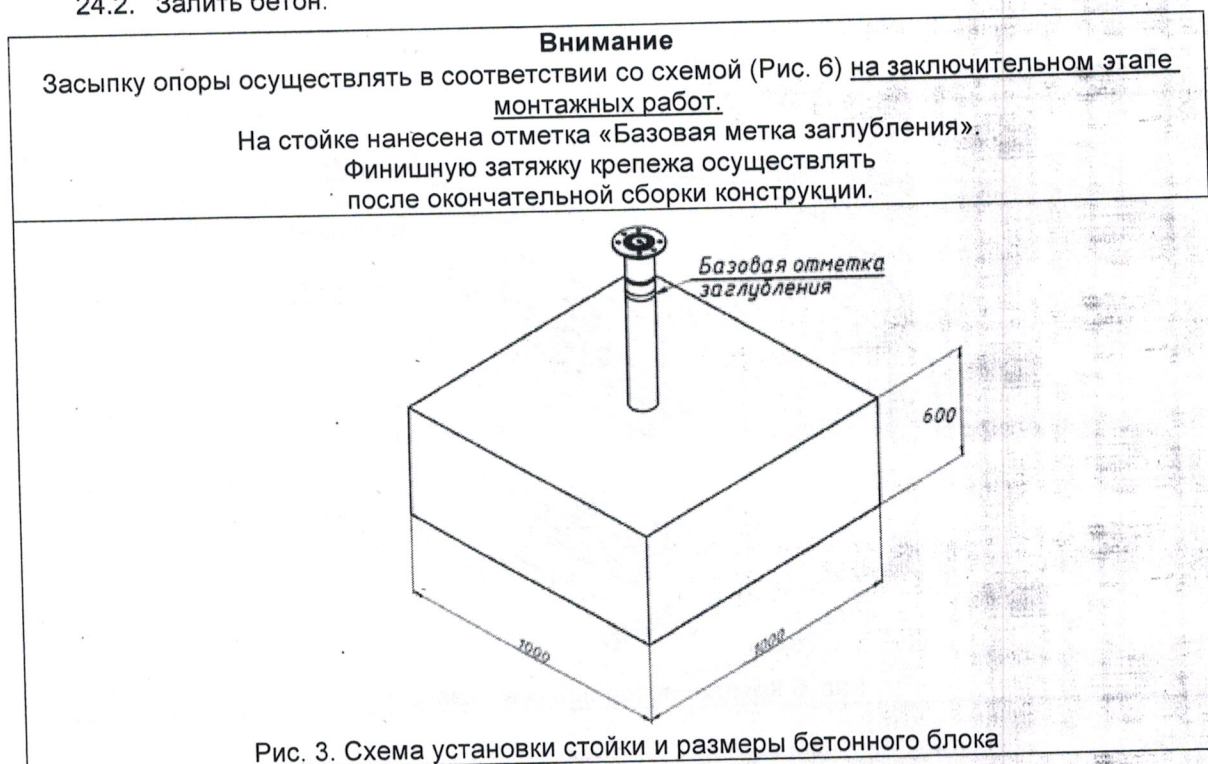 24.2. Залить бетон.
Внимание
Засыпку опоры осуществлять в соответствии со схемой (Рис. 6) на заключительном этапе
монтажных работ.
На стойке нанесена отметка «Базовая метка заглубления».
Финишную затяжку крепежа осуществлять
после окончательной сборки конструкции.
Базовая отметка
заглубления
600
1000
1000
Рис. 3. Схема установки стойки и размеры бетонного блока